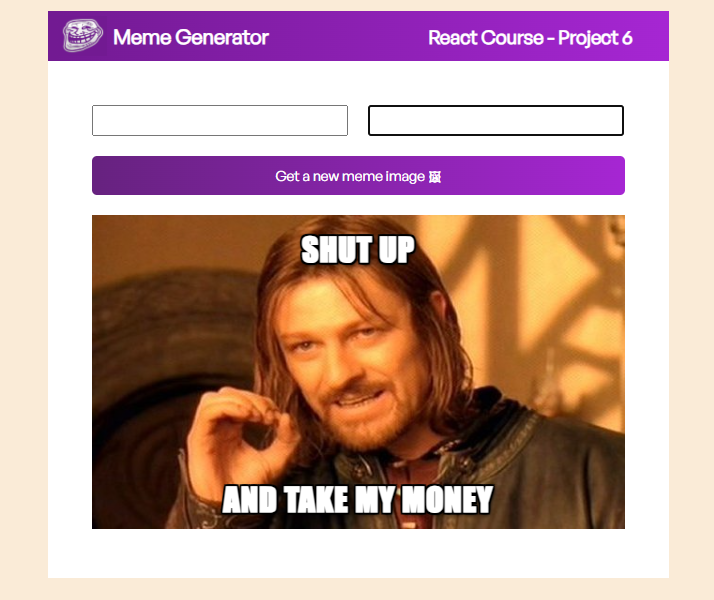 Meme Generator
React Course - Project 6
Get a new meme image 🖼
SHUT UP
AND TAKE MY MONEY